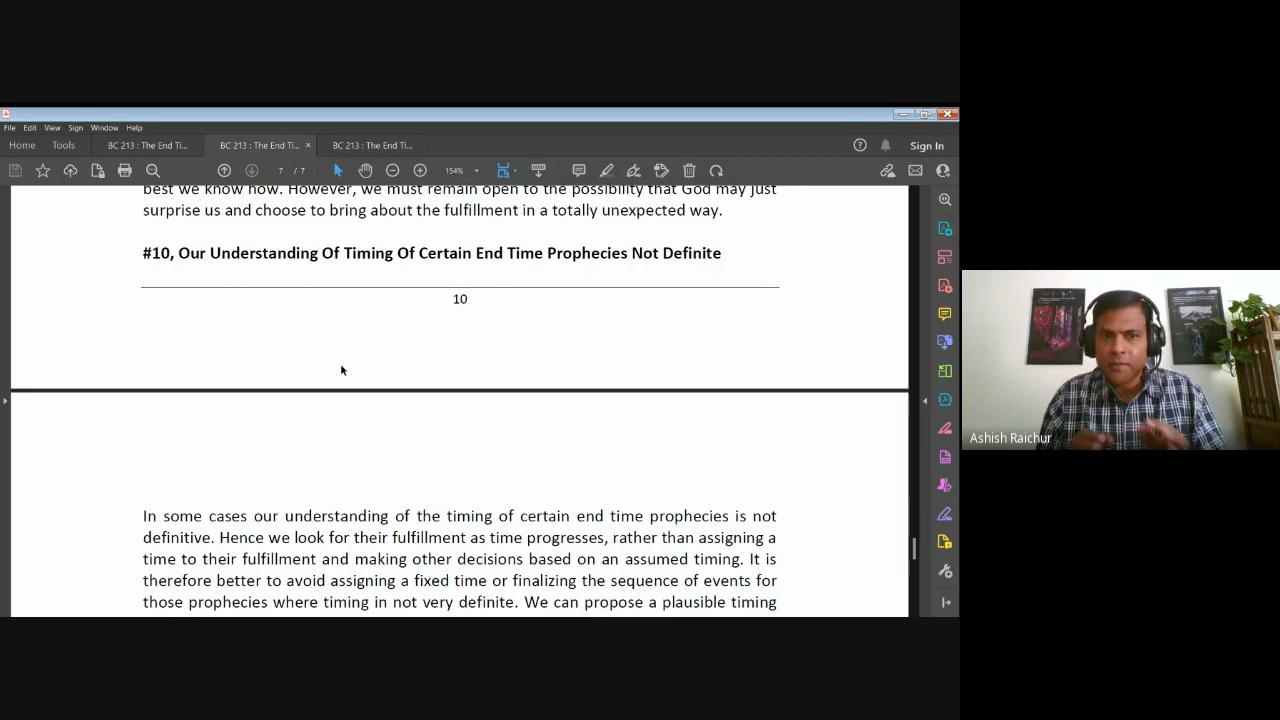 File Edit View Sign Window Help
Home Tools BC 213 : The End Ti... BC 213 : The End Ti... × BC 213 : The End Ti... Sign In
7 / 7 154%
best we know how. However, we must remain open to the possibility that God may just
surprise us and choose to bring about the fulfillment in a totally unexpected way.
#10, Our Understanding Of Timing Of Certain End Time Prophecies Not Definite
10
In some cases our understanding of the timing of certain end time prophecies is not
definitive. Hence we look for their fulfillment as time progresses, rather than assigning a
time to their fulfillment and making other decisions based on an assumed timing. It is
therefore better to avoid assigning a fixed time or finalizing the sequence of events for
those prophecies where timing in not very definite. We can propose a plausible timing
Ashish Raichur